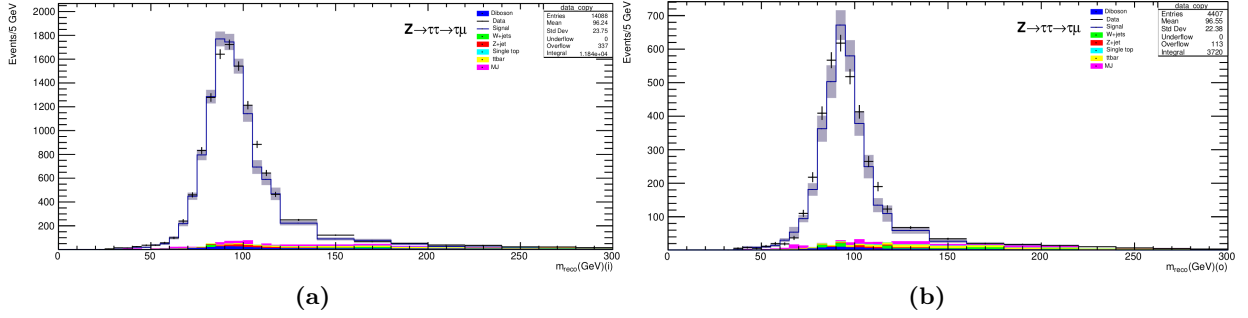 Events/5 GeV
2000
1800
1600
1400
1200
1000
800
600
400
200
0
50
100
150
200
250
300
m_reco(GeV)(i)
Z→ττ→τμ
Diboson
Data
Signal
W+jets
Z+jet
Single top
ttbar
MJ
data_copy
Entries 14088
Mean 96.24
Std Dev 23.75
Underflow 0
Overflow 337
Integral 1.184e+04
(a)
Events/5 GeV
700
600
500
400
300
200
100
0
50
100
150
200
250
300
m_reco(GeV)(o)
Z→ττ→τμ
Diboson
Data
Signal
W+jets
Z+jet
Single top
ttbar
MJ
data_copy
Entries 4407
Mean 96.55
Std Dev 22.38
Underflow 0
Overflow 113
Integral 3720
(b)